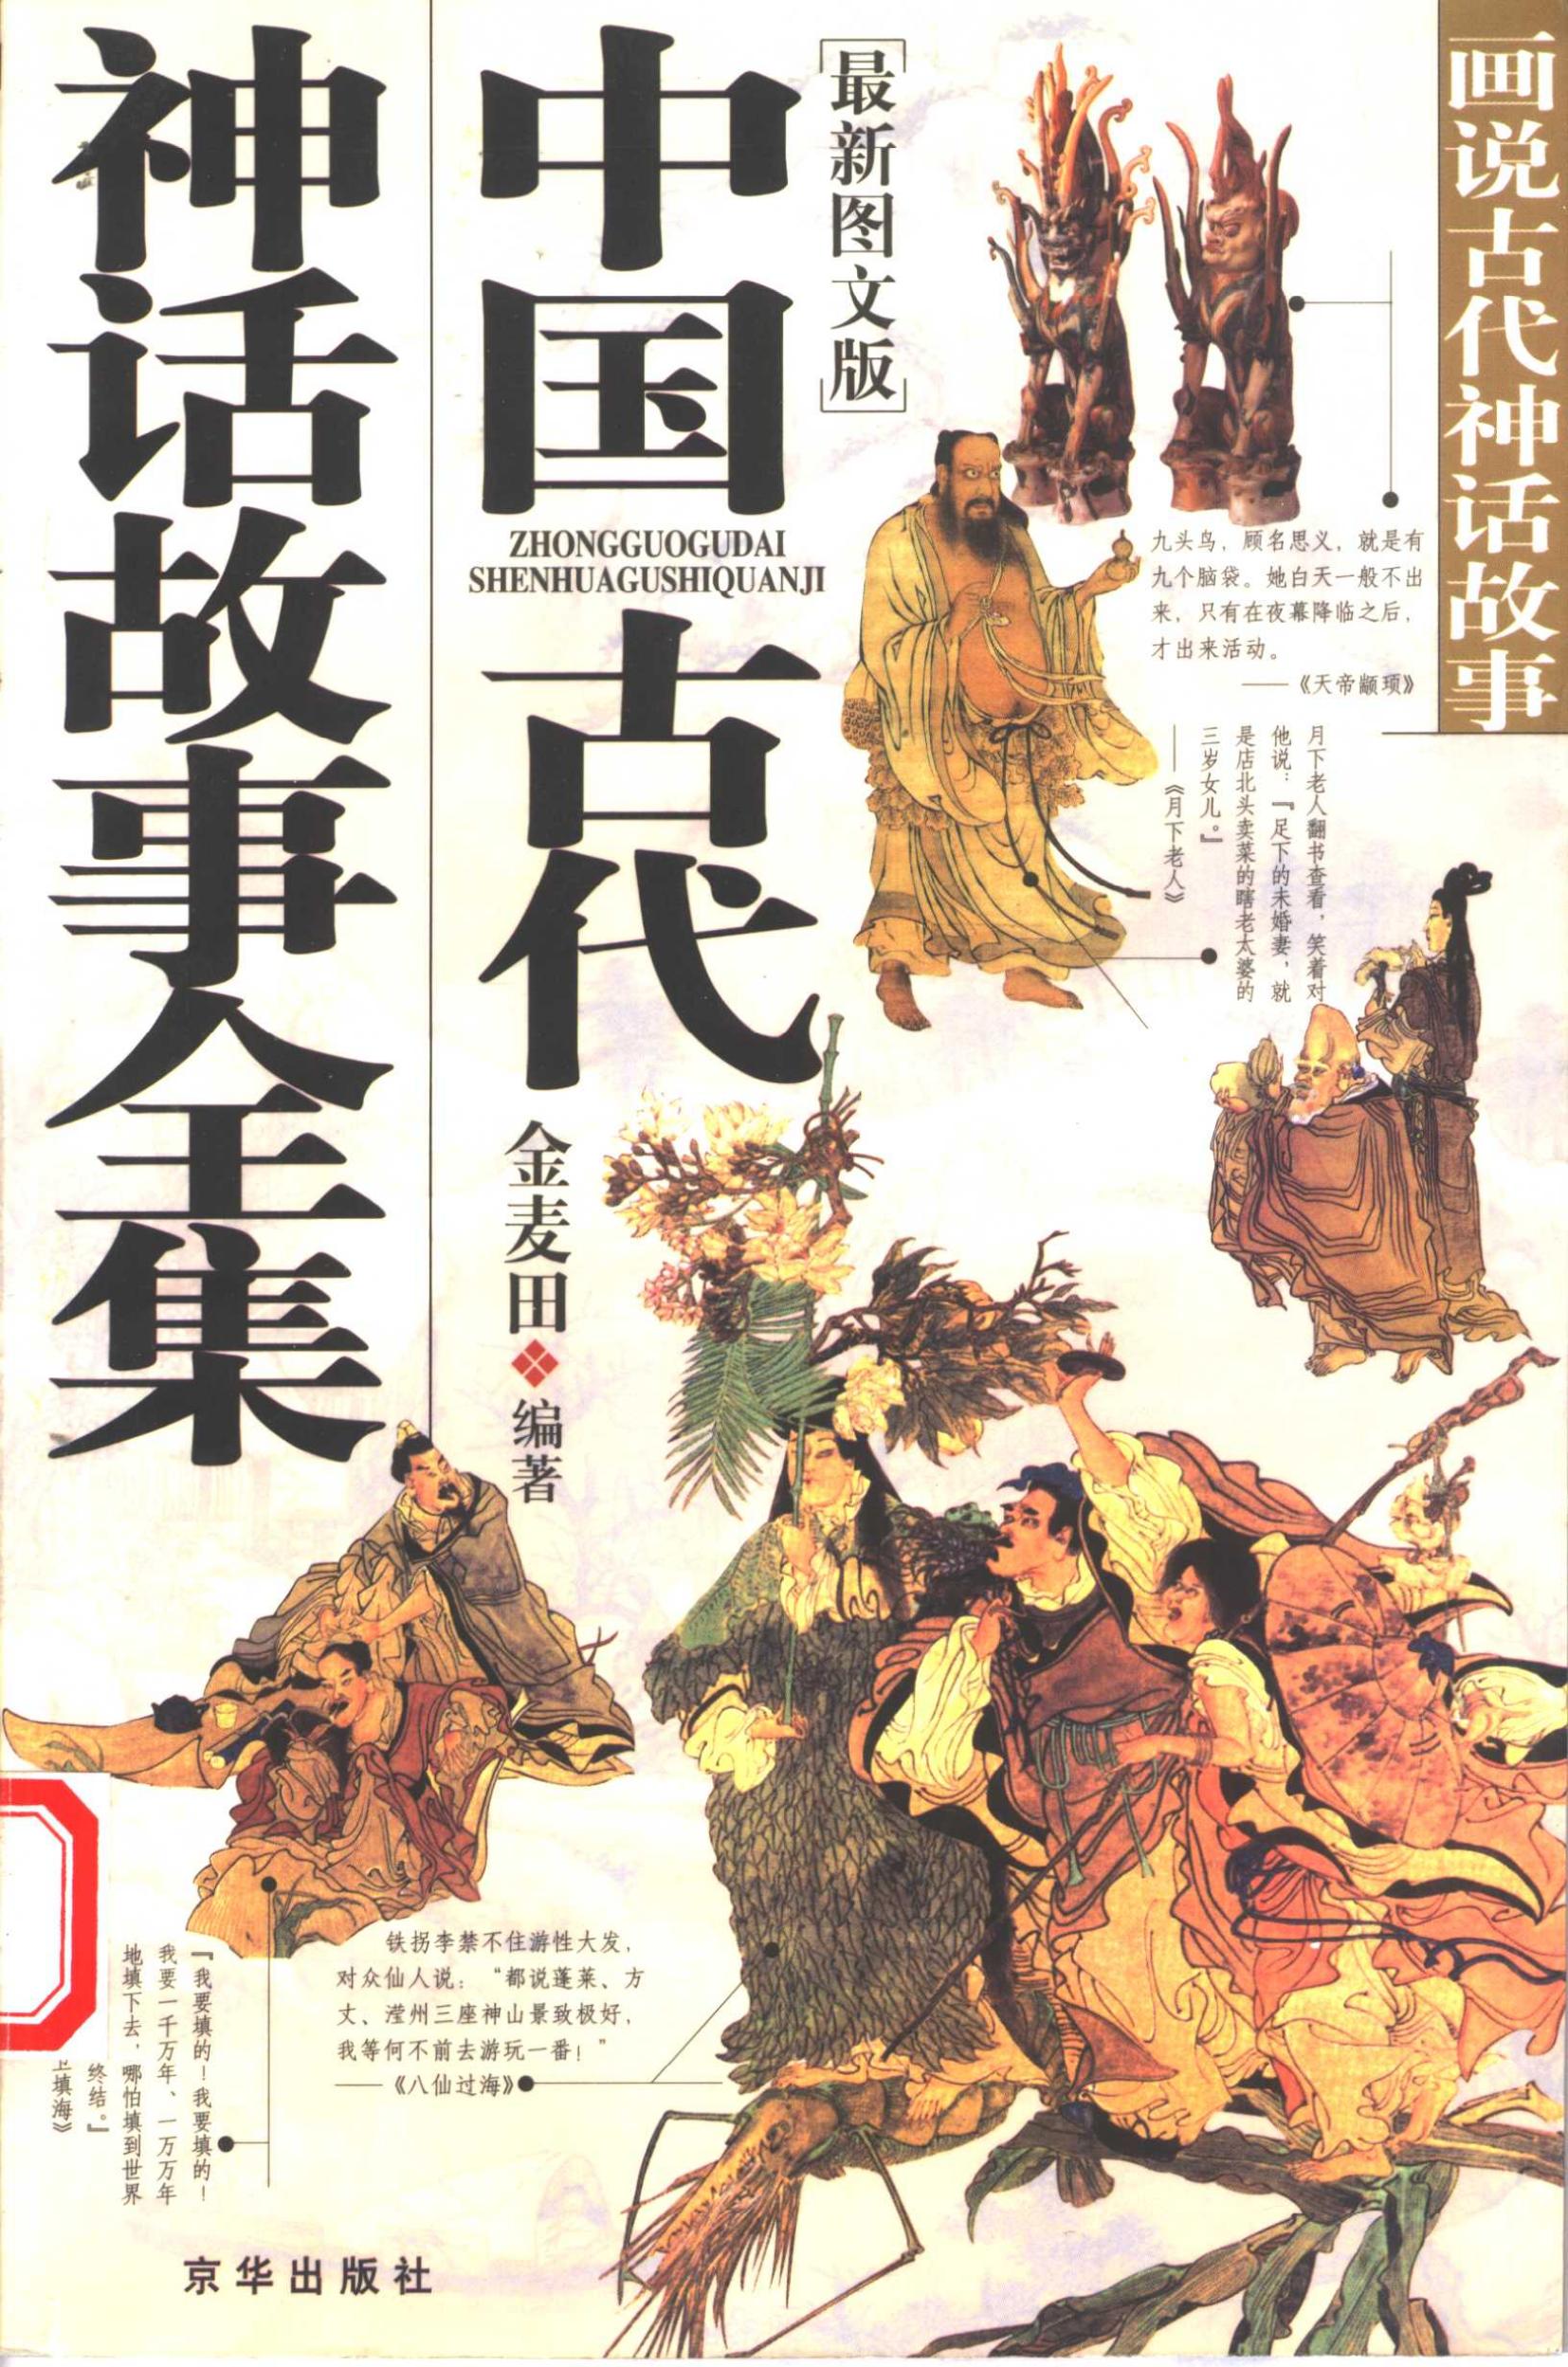 画说古代神话故事
[最新图文版]
中国古代
ZHONGGUOGUDAI
SHENHUAGUSHIQUANJI
神话故事全集
金麦田
编著
九头鸟，顾名思义，就是有
九个脑袋。她白天一般不出
来，只有在夜幕降临之后，
才出来活动。
——《天帝颛顼》
月下老人翻书查看，笑着对
他说：『足下的未婚妻，就
是店北头卖菜的瞎老太婆的
三岁女儿。』
——《月下老人》
铁拐李禁不住游性大发，
对众仙人说：“都说蓬莱、方
丈、滢州三座神山景致极好，
我等何不前去游玩一番！”
——《八仙过海》
『我要填的！我要填的！
我要一千万年、一万万年
地填下去，哪怕填到世界
终结。』
填海》
京华出版社